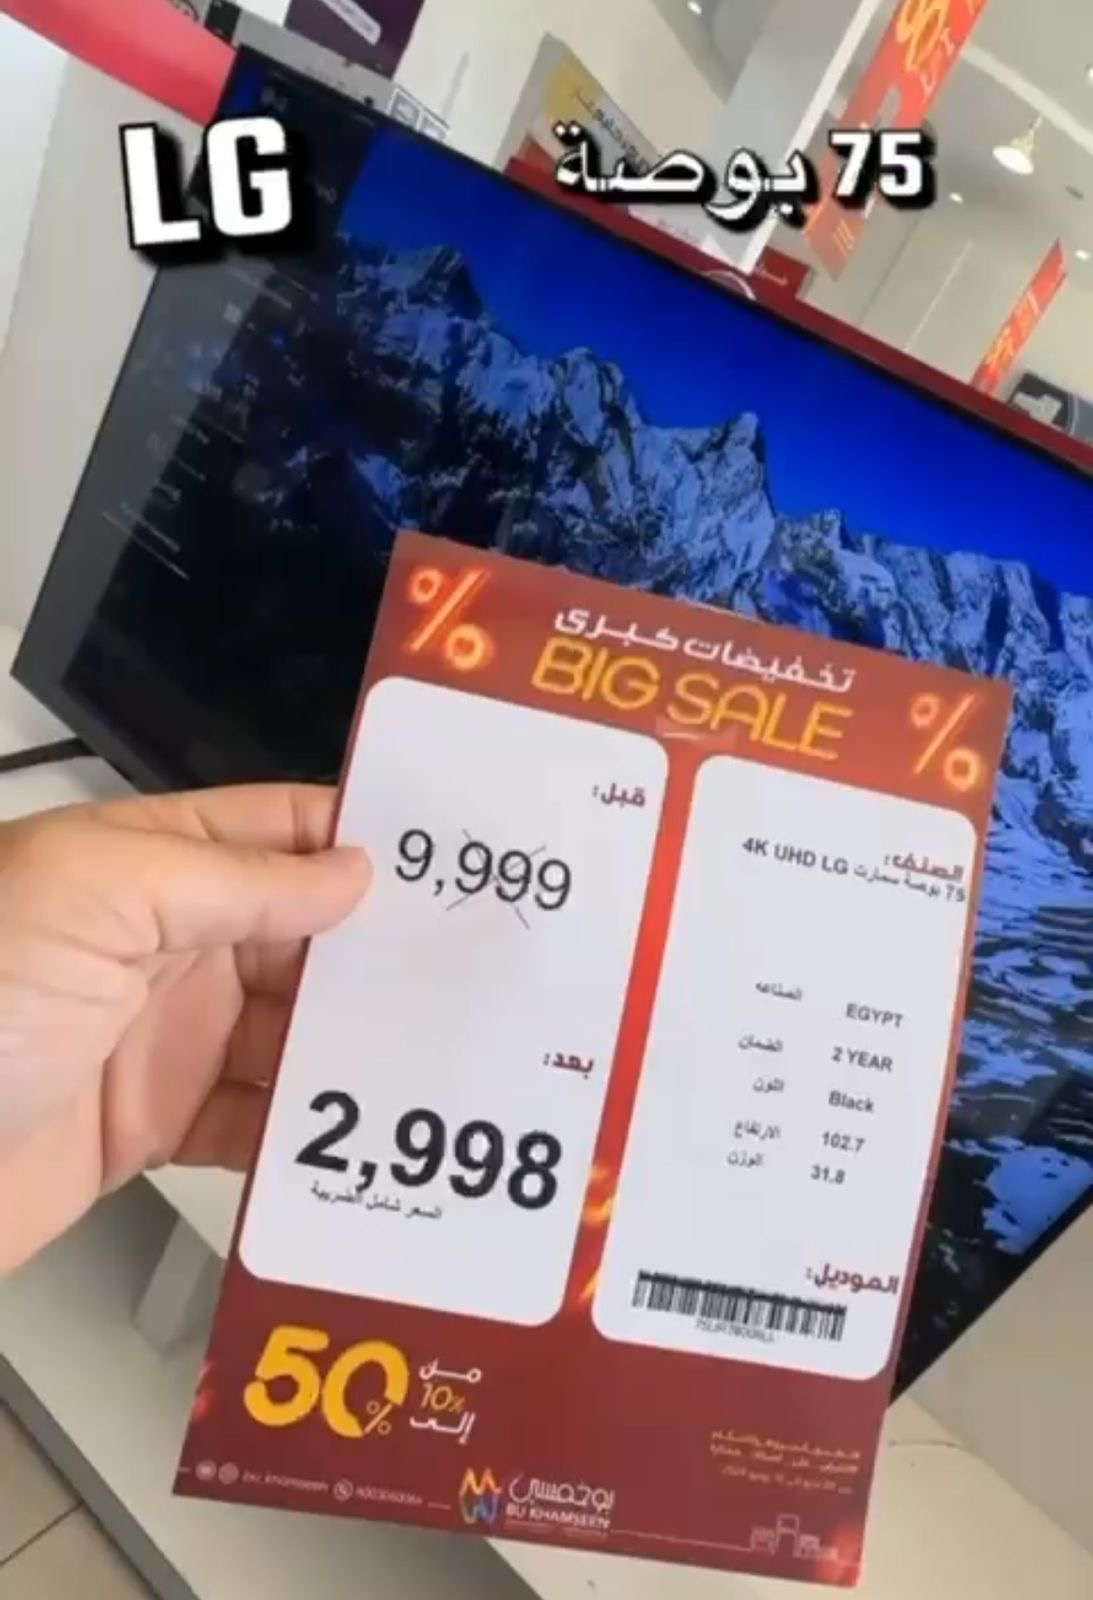 LG
75 بوصة
تخفيضات كبرى
BIG SALE
قبل:
9,999
بعد:
2,998
السعر شامل الضريبة
الصنف:
75 بوصة سمارت 4K UHD LG
الصناعه EGYPT
الضمان 2 YEAR
اللون Black
الارتفاع 102.7
الوزن 31.8
الموديل:
50%
من
10%
إلى
بوخمسين
BU KHAMSEEN